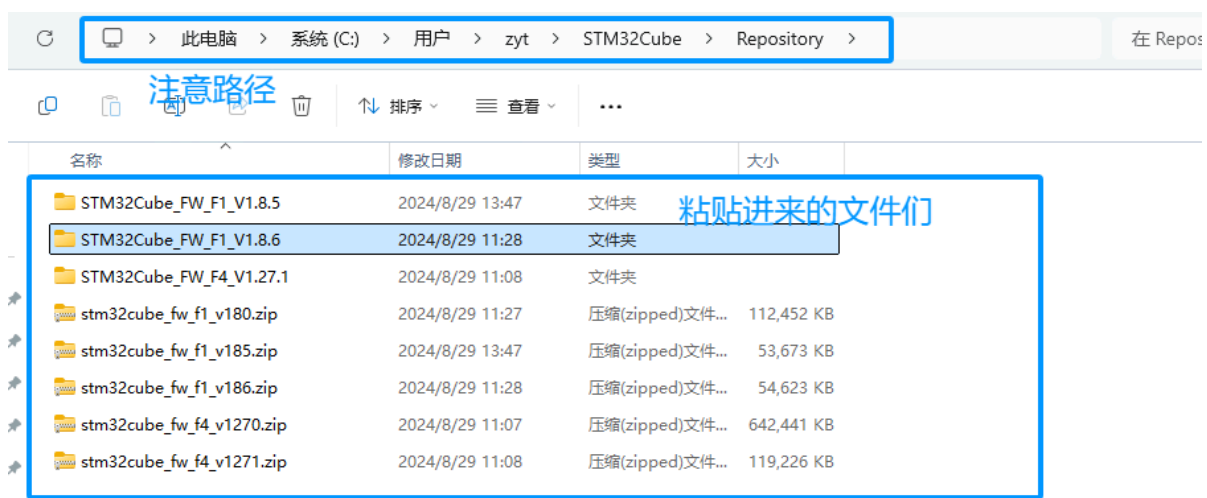 此电脑 > 系统 (C:) > 用户 > zyt > STM32Cube > Repository > 在 Repos
注意路径
排序 查看 ...
名称 修改日期 类型 大小
粘贴进来的文件们
STM32Cube_FW_F1_V1.8.5 2024/8/29 13:47 文件夹
STM32Cube_FW_F1_V1.8.6 2024/8/29 11:28 文件夹
STM32Cube_FW_F4_V1.27.1 2024/8/29 11:08 文件夹
stm32cube_fw_f1_v180.zip 2024/8/29 11:27 压缩(zipped)文件... 112,452 KB
stm32cube_fw_f1_v185.zip 2024/8/29 13:47 压缩(zipped)文件... 53,673 KB
stm32cube_fw_f1_v186.zip 2024/8/29 11:28 压缩(zipped)文件... 54,623 KB
stm32cube_fw_f4_v1270.zip 2024/8/29 11:07 压缩(zipped)文件... 642,441 KB
stm32cube_fw_f4_v1271.zip 2024/8/29 11:08 压缩(zipped)文件... 119,226 KB